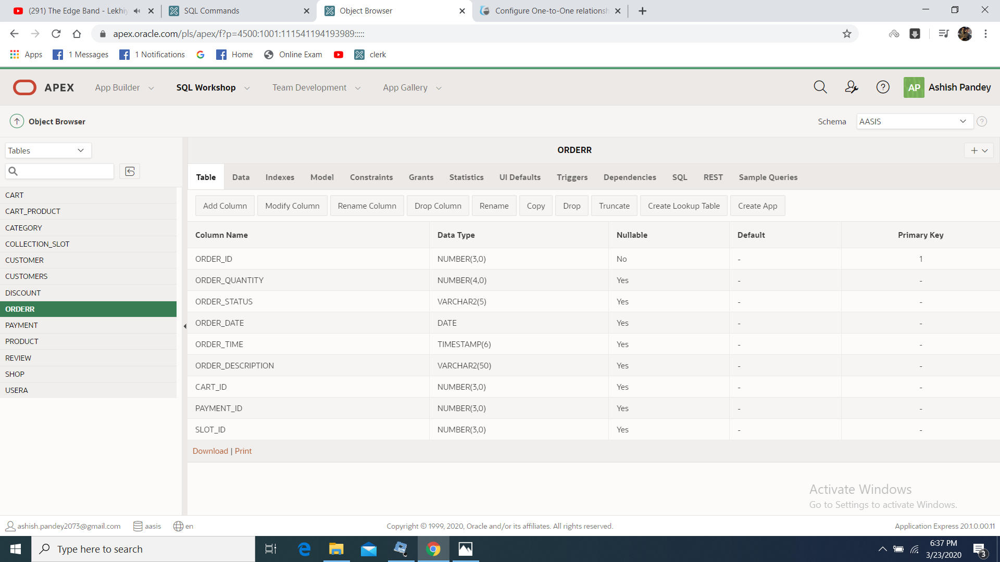 (291) The Edge Band - Lekhiy
SQL Commands
Object Browser
Configure One-to-One relationsh
apex.oracle.com/pls/apex/f?p=4500:1001:111541194193989:::::
Apps
1 Messages
1 Notifications
Home
Online Exam
clerk
APEX
App Builder
SQL Workshop
Team Development
App Gallery
AP
Ashish Pandey
Object Browser
Schema
AASIS
Tables
ORDERR
Table
Data
Indexes
Model
Constraints
Grants
Statistics
UI Defaults
Triggers
Dependencies
SQL
REST
Sample Queries
CART
CART_PRODUCT
CATEGORY
COLLECTION_SLOT
CUSTOMER
CUSTOMERS
DISCOUNT
ORDERR
PAYMENT
PRODUCT
REVIEW
SHOP
USERA
Add Column
Modify Column
Rename Column
Drop Column
Rename
Copy
Drop
Truncate
Create Lookup Table
Create App
Column Name Data Type Nullable Default Primary Key
ORDER_ID NUMBER(3,0) No - 1
ORDER_QUANTITY NUMBER(4,0) Yes - -
ORDER_STATUS VARCHAR2(5) Yes - -
ORDER_DATE DATE Yes - -
ORDER_TIME TIMESTAMP(6) Yes - -
ORDER_DESCRIPTION VARCHAR2(50) Yes - -
CART_ID NUMBER(3,0) Yes - -
PAYMENT_ID NUMBER(3,0) Yes - -
SLOT_ID NUMBER(3,0) Yes - -
Download | Print
Activate Windows
Go to Settings to activate Windows.
ashish.pandey2073@gmail.com
aasis
en
Copyright © 1999, 2020, Oracle and/or its affiliates. All rights reserved.
Application Express 20.1.0.00.11
Type here to search
6:37 PM
3/23/2020
3